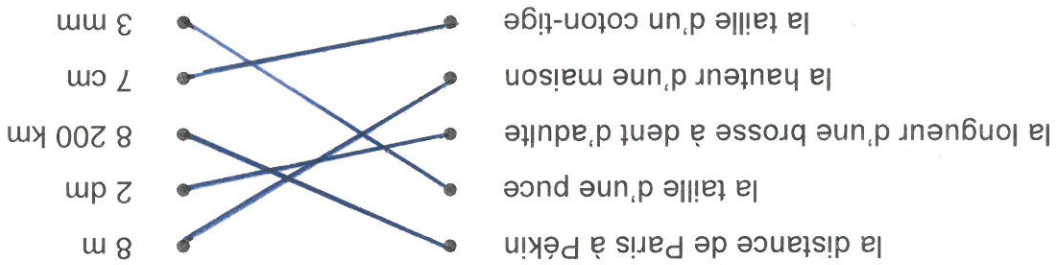 la distance de Paris à Pékin 8 m
la taille d'une puce 2 dm
la longueur d'une brosse à dent d'adulte 8 200 km
la hauteur d'une maison 7 cm
la taille d'un coton-tige 3 mm